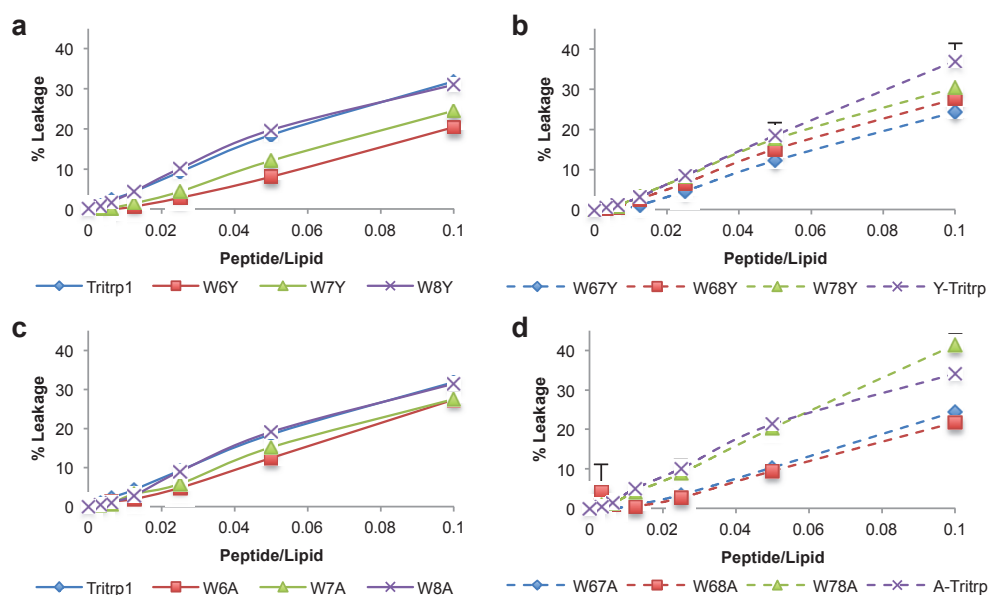 a
% Leakage
40
30
20
10
0
0 0.02 0.04 0.06 0.08 0.1
Peptide/Lipid
Tritrp1 W6Y W7Y W8Y
b
% Leakage
40
30
20
10
0
0 0.02 0.04 0.06 0.08 0.1
Peptide/Lipid
W67Y W68Y W78Y Y-Tritrp
c
% Leakage
40
30
20
10
0
0 0.02 0.04 0.06 0.08 0.1
Peptide/Lipid
Tritrp1 W6A W7A W8A
d
% Leakage
40
30
20
10
0
0 0.02 0.04 0.06 0.08 0.1
Peptide/Lipid
W67A W68A W78A A-Tritrp